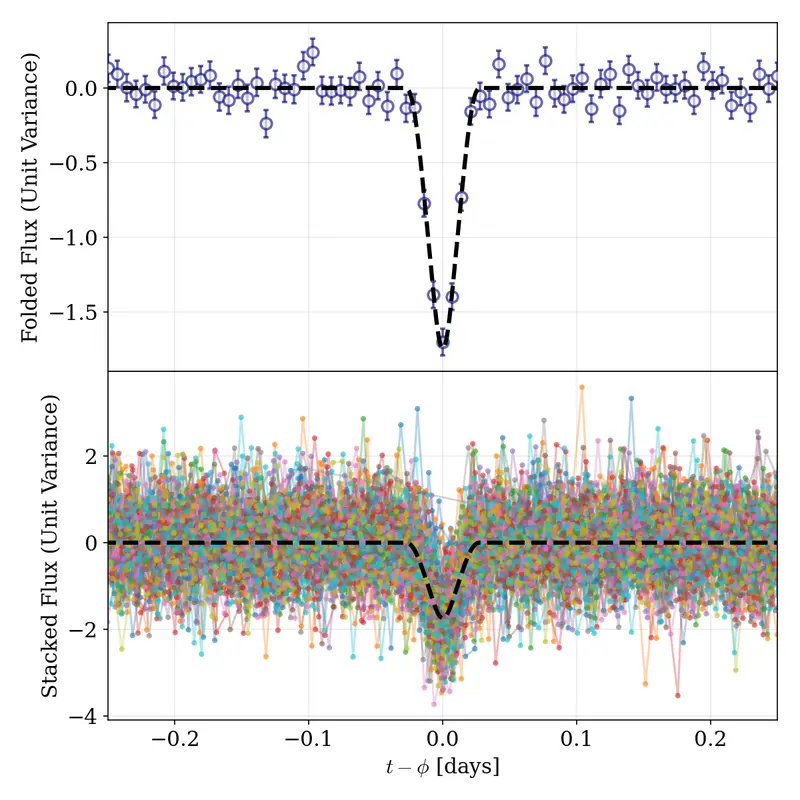 Folded Flux (Unit Variance)
0.0
−0.5
−1.0
−1.5
Stacked Flux (Unit Variance)
2
0
−2
−4
−0.2 −0.1 0.0 0.1 0.2
t − ϕ [days]